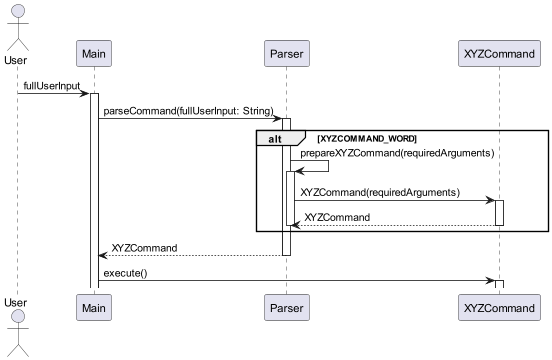 User
Main
Parser
XYZCommand
fullUserInput
parseCommand(fullUserInput: String)
alt
[XYZCOMMAND_WORD]
prepareXYZCommand(requiredArguments)
XYZCommand(requiredArguments)
XYZCommand
XYZCommand
execute()
User
Main
Parser
XYZCommand